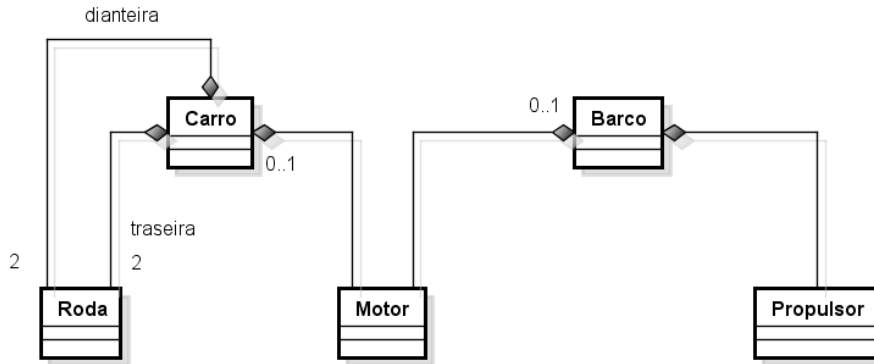 dianteira
Carro
0..1
0..1
Barco
traseira
2
2
Roda
Motor
Propulsor